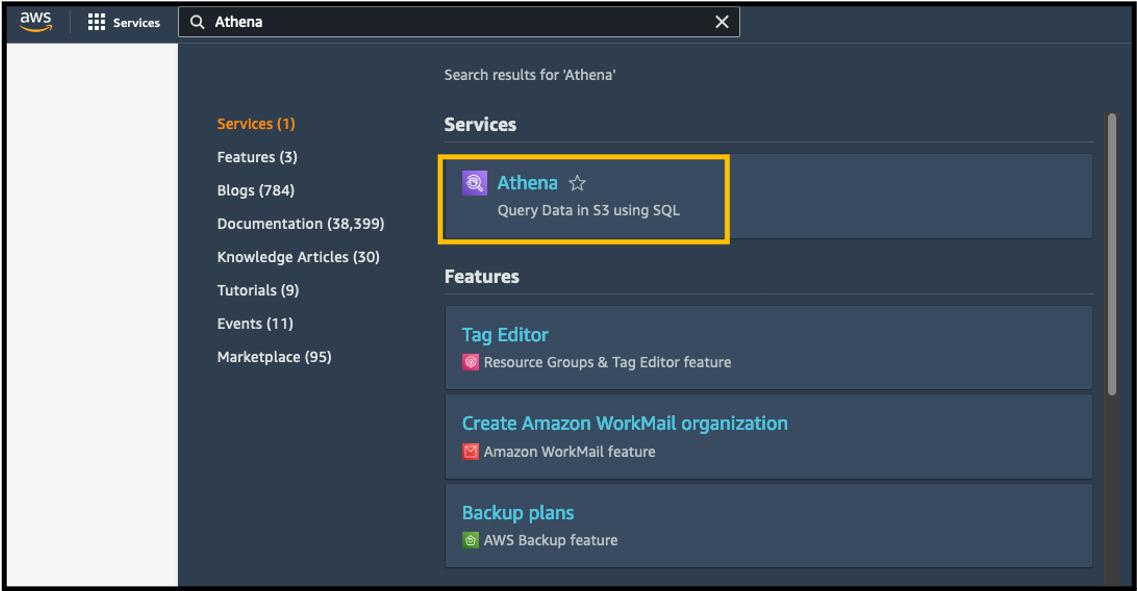 aws
Services
Athena
Search results for 'Athena'
Services (1)
Features (3)
Blogs (784)
Documentation (38,399)
Knowledge Articles (30)
Tutorials (9)
Events (11)
Marketplace (95)
Services
Athena
Query Data in S3 using SQL
Features
Tag Editor
Resource Groups & Tag Editor feature
Create Amazon WorkMail organization
Amazon WorkMail feature
Backup plans
AWS Backup feature